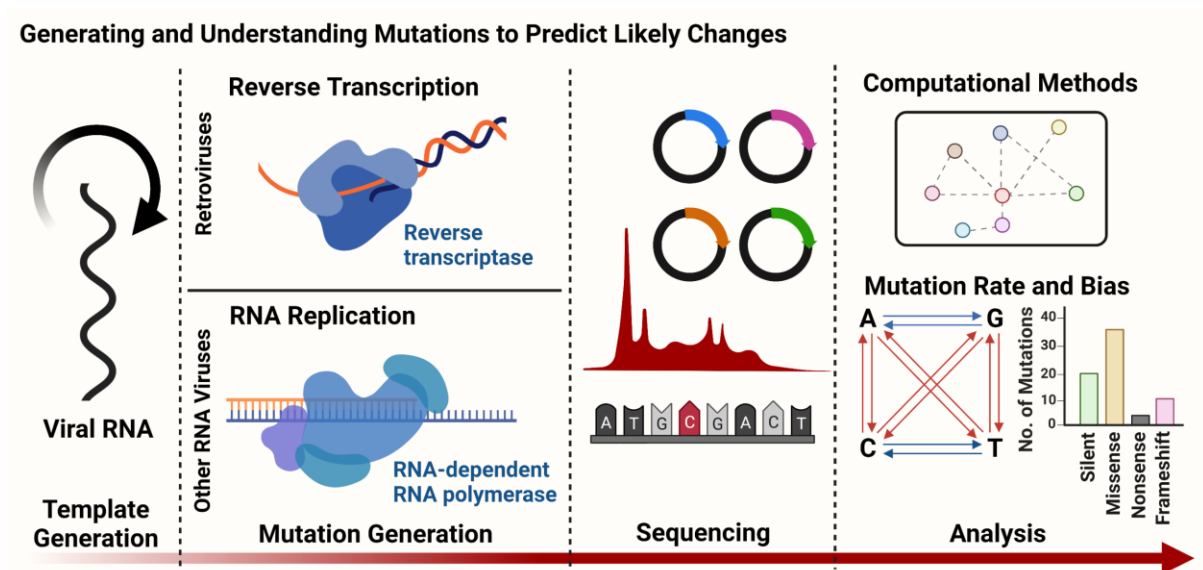 Generating and Understanding Mutations to Predict Likely Changes
Viral RNA
Template
Generation
Reverse Transcription
Retroviruses
Reverse
transcriptase
RNA Replication
Other RNA Viruses
RNA-dependent
RNA polymerase
Mutation Generation
A T G C G A C T
Sequencing
Computational Methods
Mutation Rate and Bias
A G
C T
No. of Mutations
40
30
20
10
0
Silent
Missense
Nonsense
Frameshift
Analysis